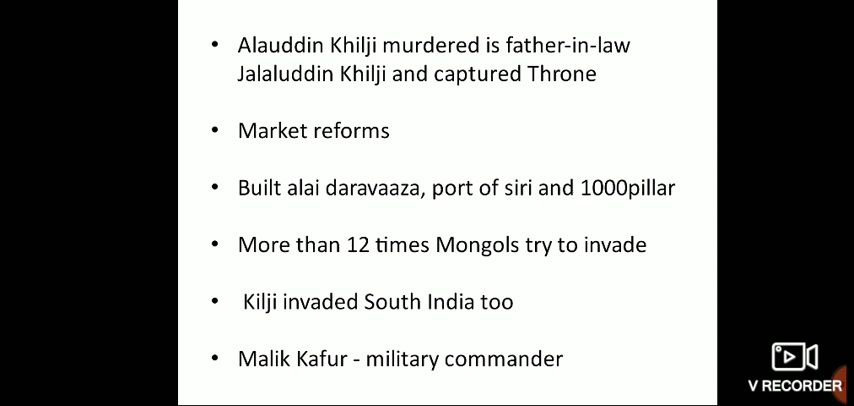 • Alauddin Khilji murdered is father-in-law
Jalaluddin Khilji and captured Throne
• Market reforms
• Built alai daravaaza, port of siri and 1000pillar
• More than 12 times Mongols try to invade
• Kilji invaded South India too
• Malik Kafur - military commander
V RECORDER